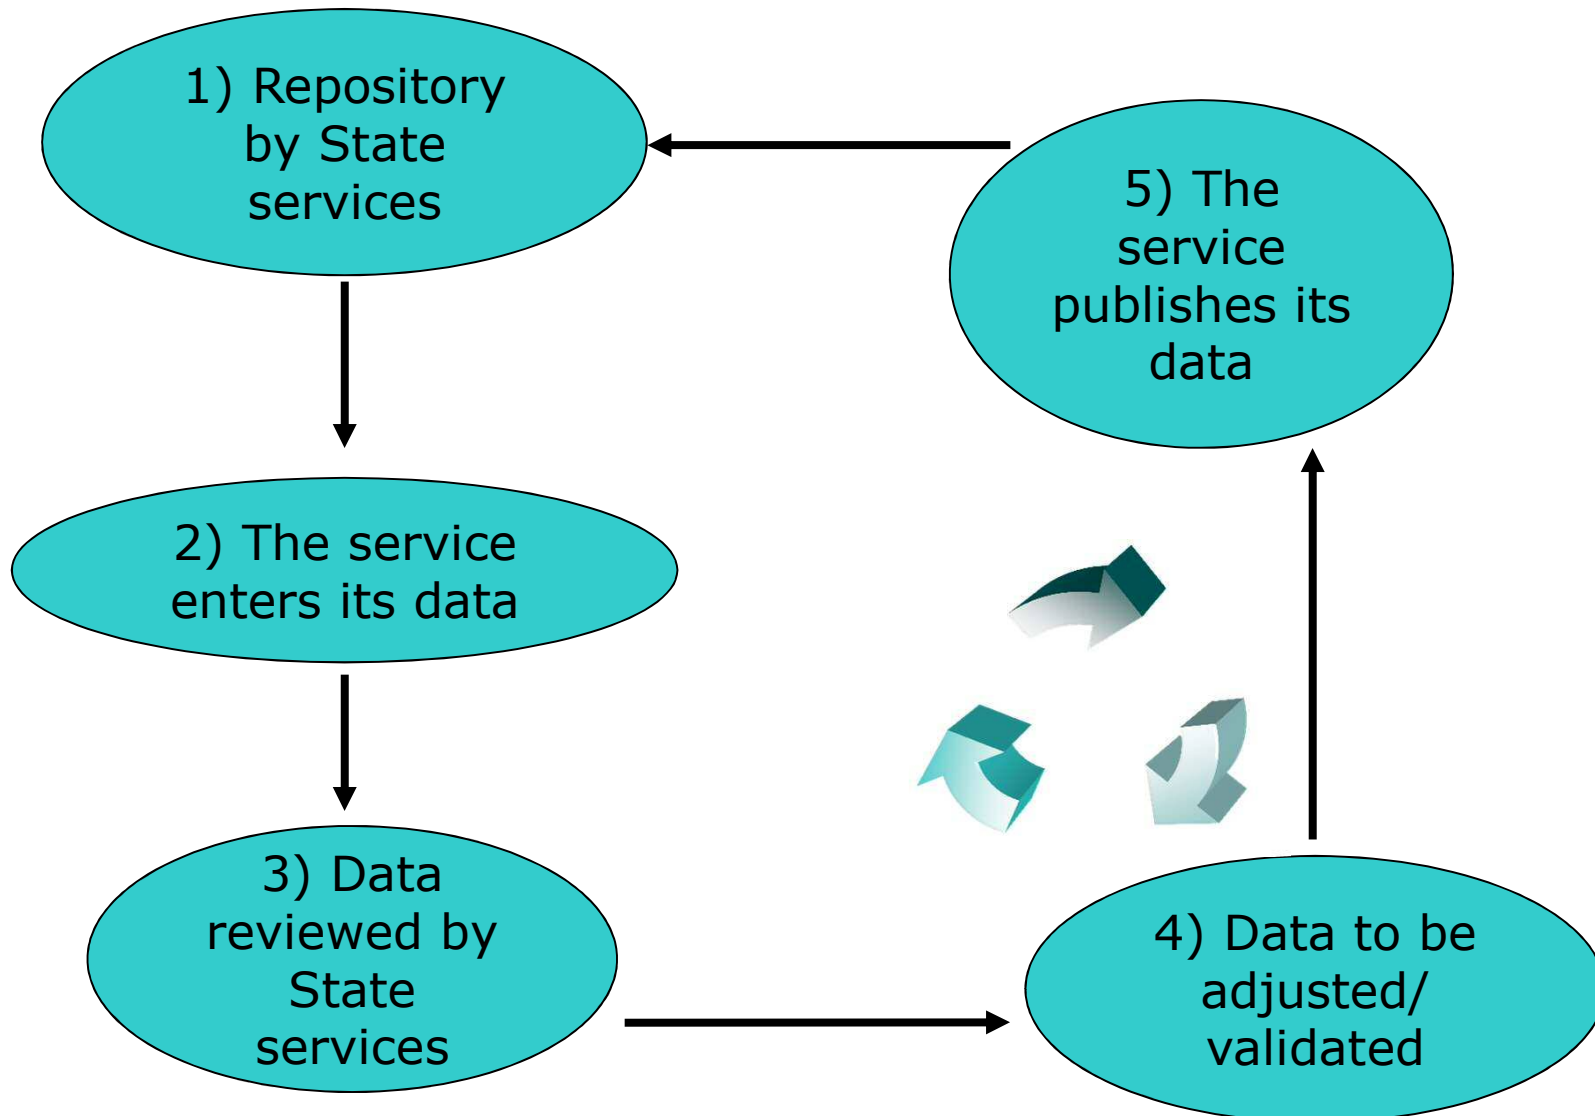 1) Repository
by State
services
2) The service
enters its data
3) Data
reviewed by
State
services
4) Data to be
adjusted/
validated
5) The
service
publishes its
data